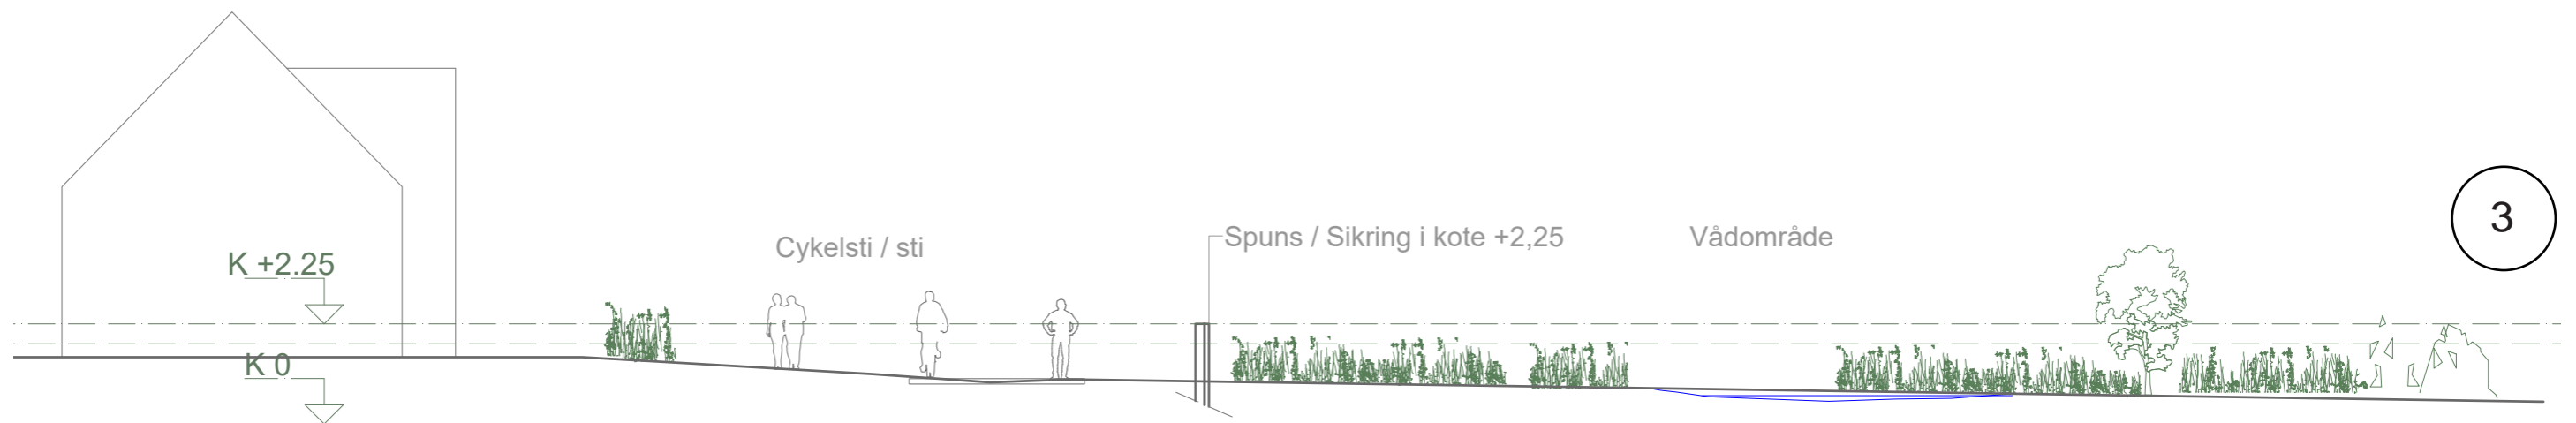 3
Cykelsti / sti
Spuns / Sikring i kote +2,25
Vådområde
K +2.25
K 0